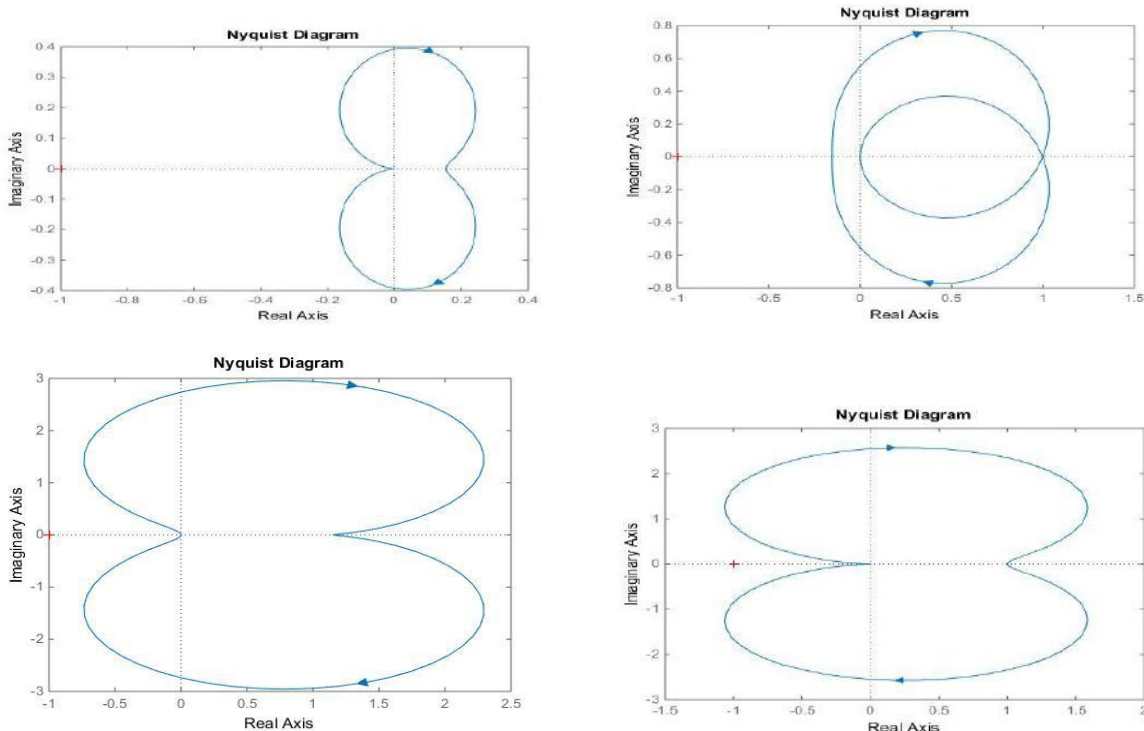 Nyquist Diagram
0.4
0.3
0.2
0.1
0
-0.1
-0.2
-0.3
-0.4
Imaginary Axis
-1 -0.8 -0.6 -0.4 -0.2 0 0.2 0.4
Real Axis
Nyquist Diagram
0.8
0.6
0.4
0.2
0
-0.2
-0.4
-0.6
-0.8
Imaginary Axis
-1 -0.5 0 0.5 1 1.5
Real Axis
Nyquist Diagram
3
2
1
0
-1
-2
-3
Imaginary Axis
-1 -0.5 0 0.5 1 1.5 2 2.5
Real Axis
Nyquist Diagram
3
2
1
0
-1
-2
-3
Imaginary Axis
-1.5 -1 -0.5 0 0.5 1 1.5 2
Real Axis